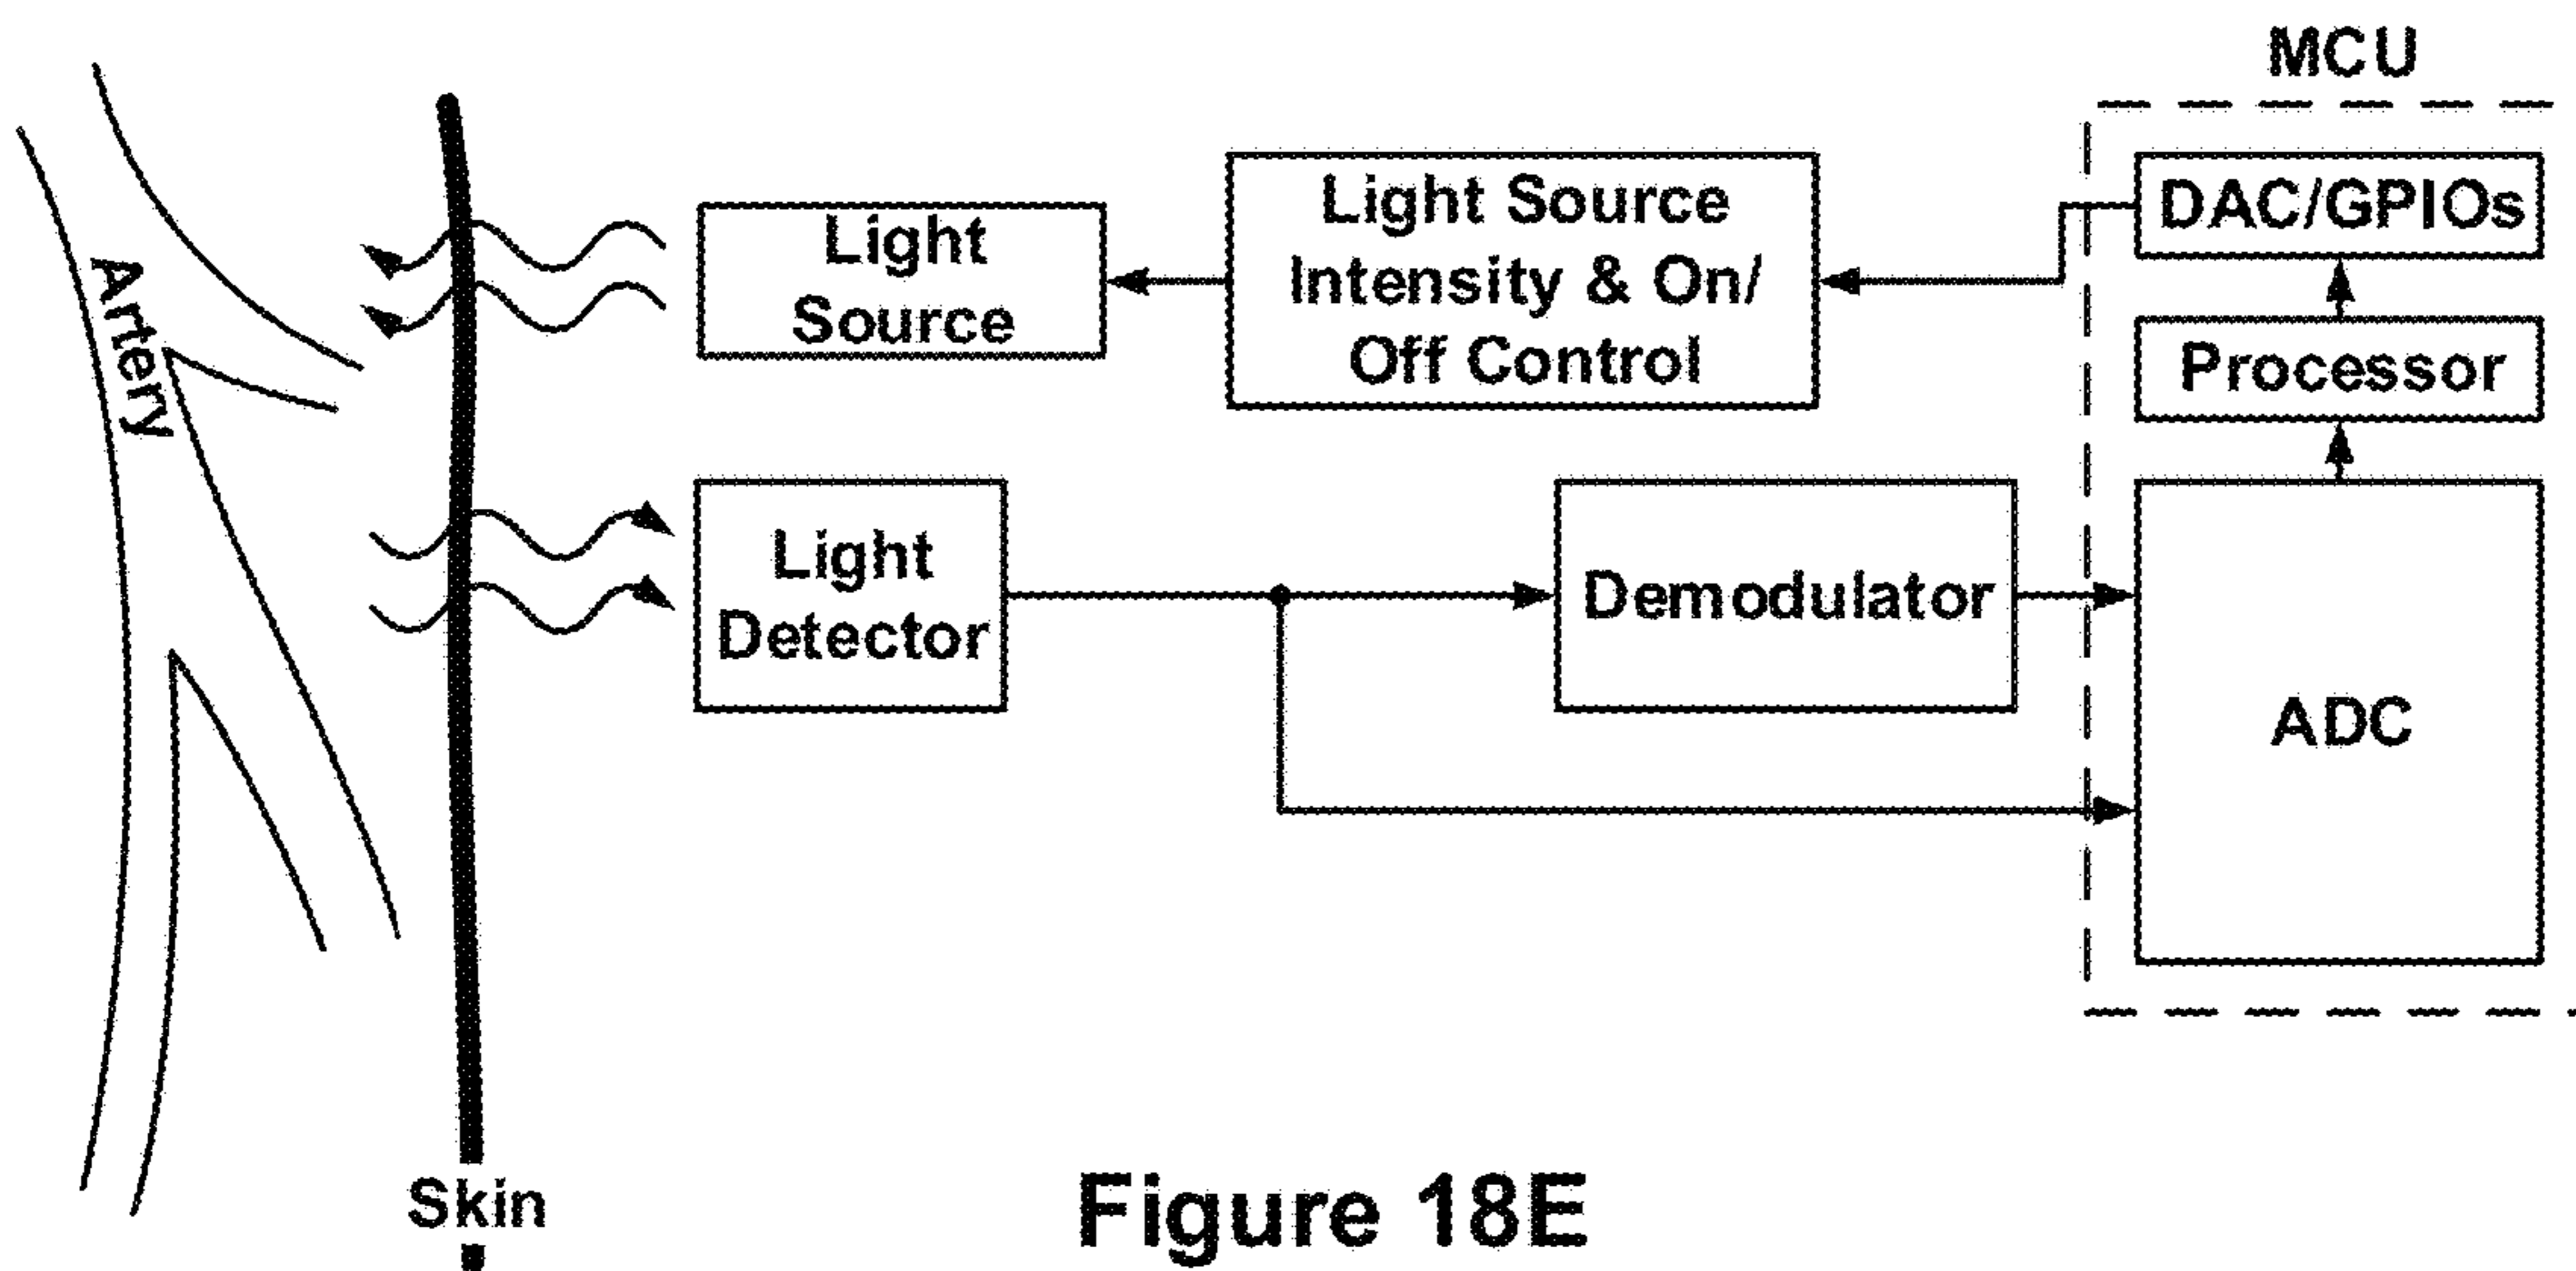 MCU
Artery
Light
Source
Light Source
Intensity & On/
Off Control
DAC/GPIOs
Processor
Light
Detector
Demodulator
ADC
Skin
Figure 18E